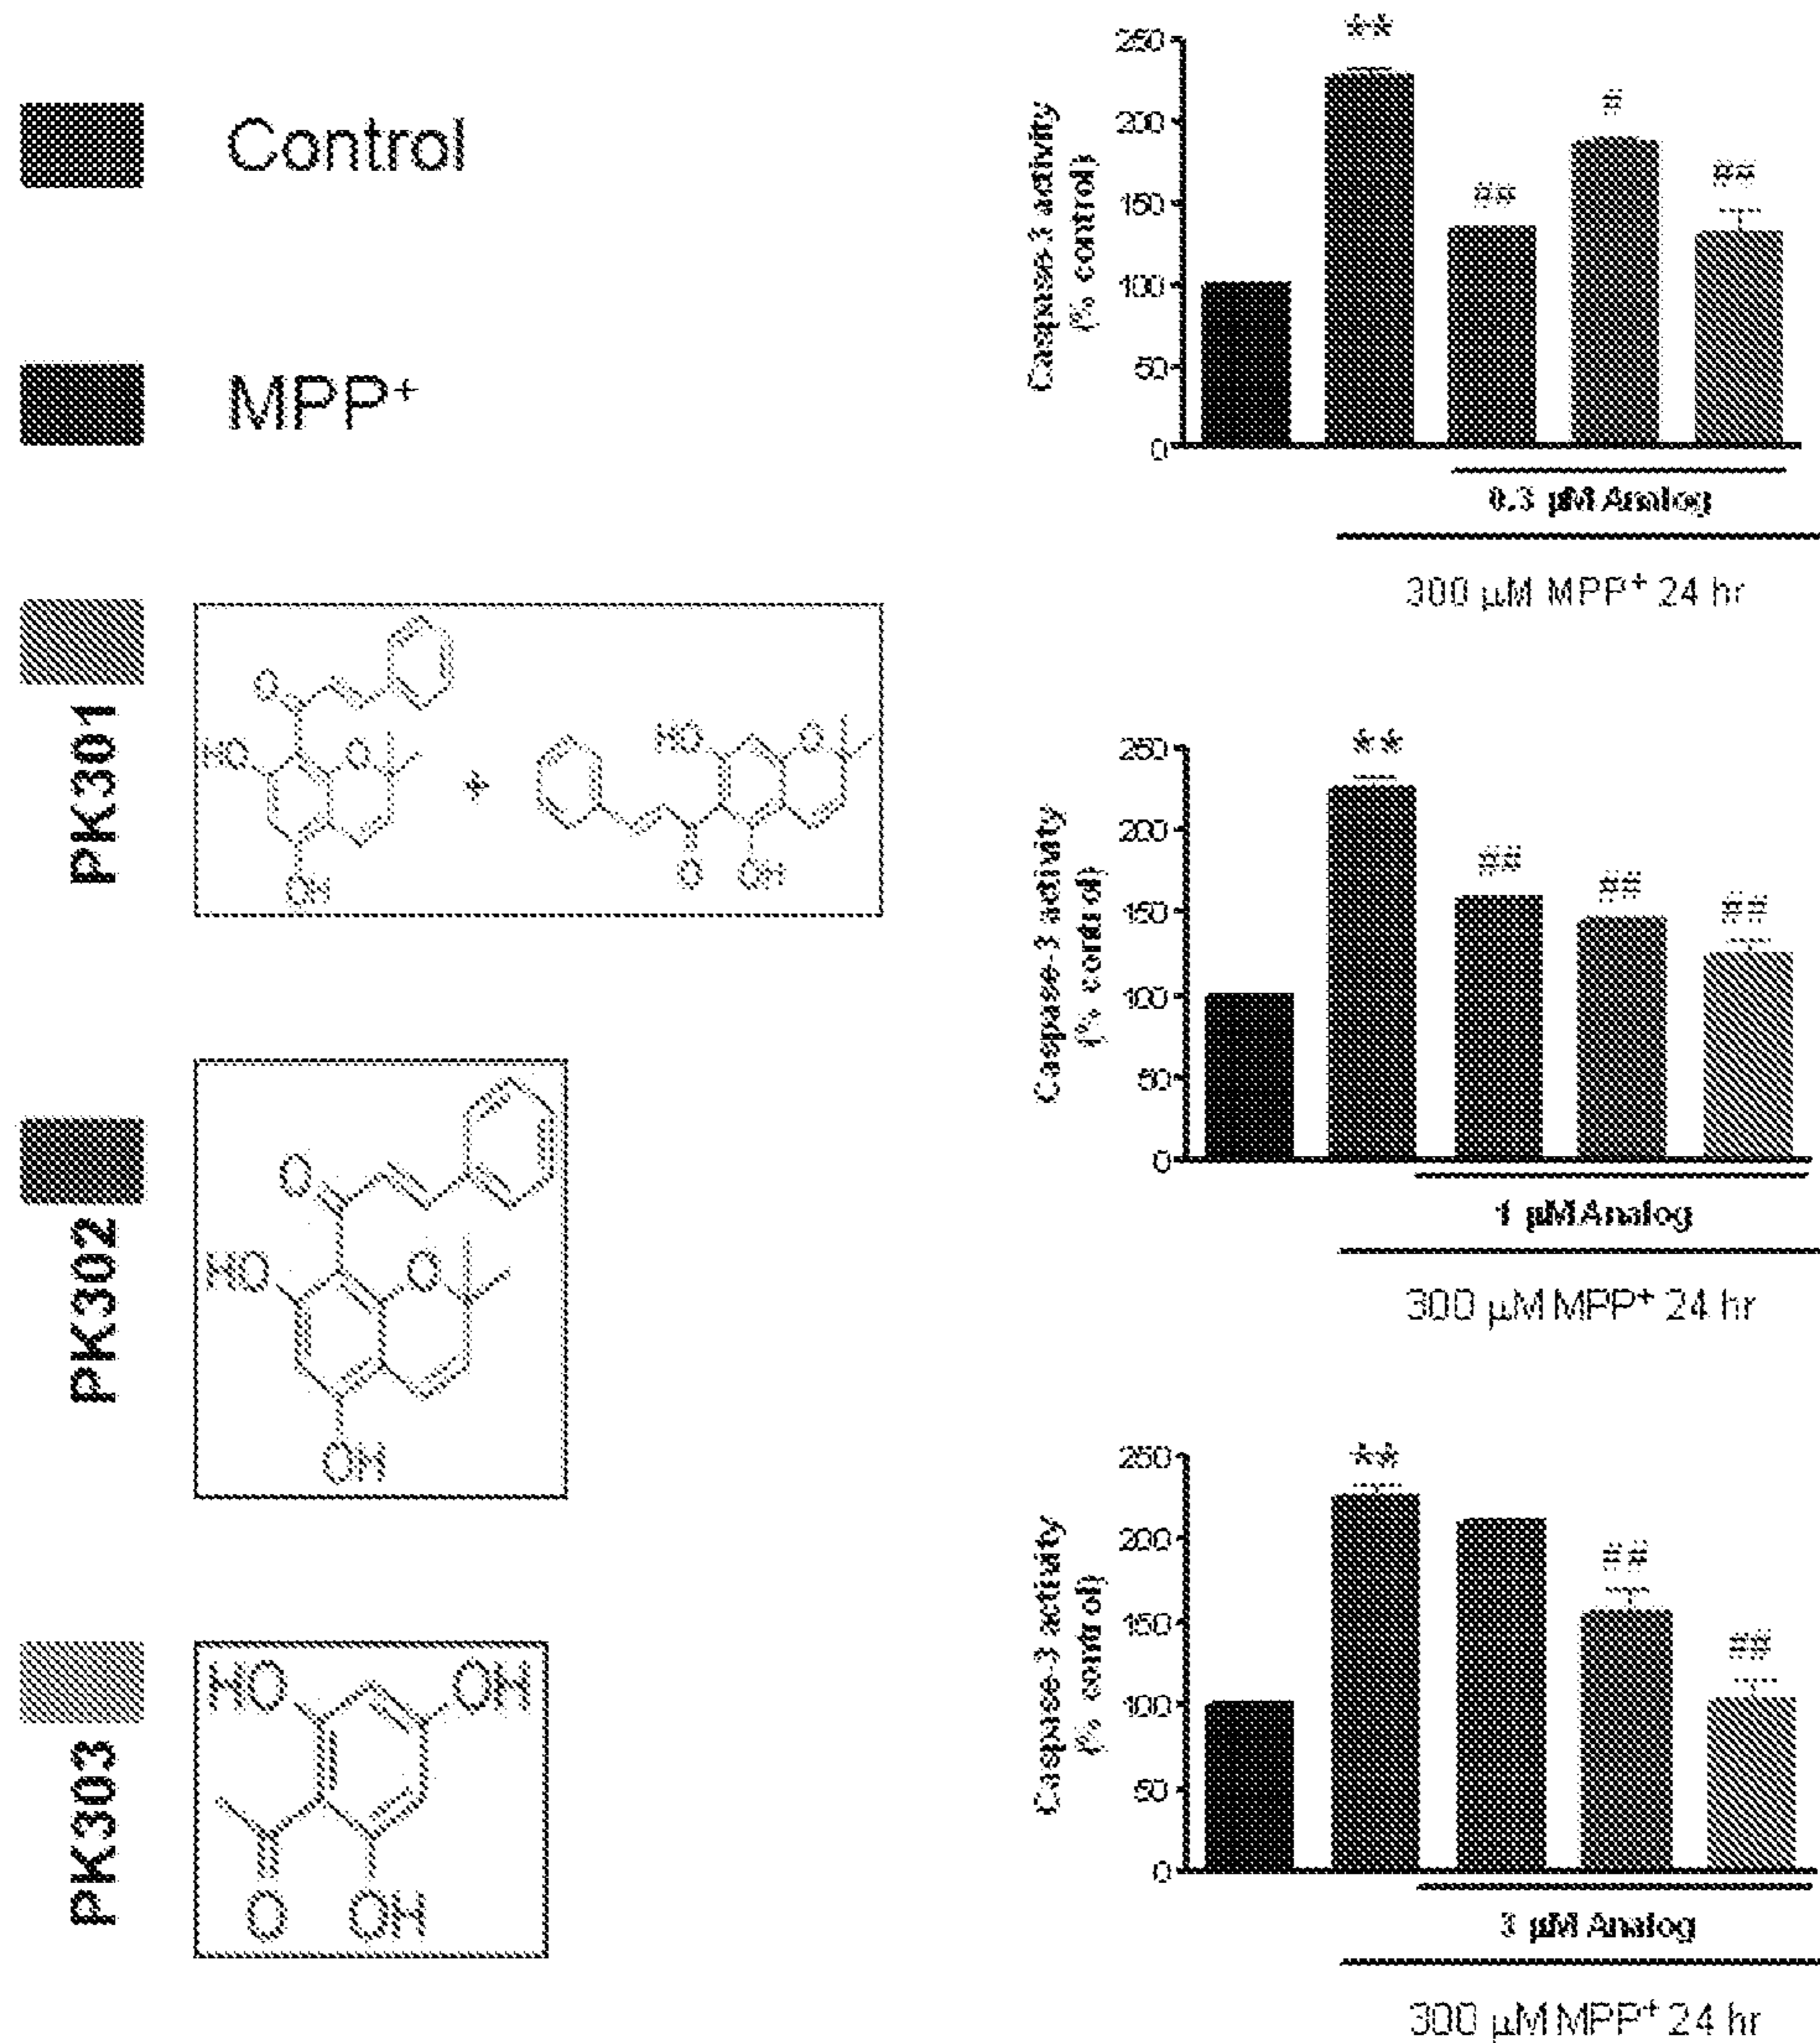 Control
MPP⁺
PK301
O
HO
O
OH
+
HO
O
O
OH
PK302
O
HO
O
OH
PK303
HO
OH
O
OH
Caspase-3 activity
(% control)
250
200
150
100
50
0
**
##
#
##
0.3 µM Analog
300 µM MPP⁺ 24 hr
Caspase-3 activity
(% control)
250
200
150
100
50
0
**
##
##
##
1 µM Analog
300 µM MPP⁺ 24 hr
Caspase-3 activity
(% control)
250
200
150
100
50
0
**
##
##
3 µM Analog
300 µM MPP⁺ 24 hr